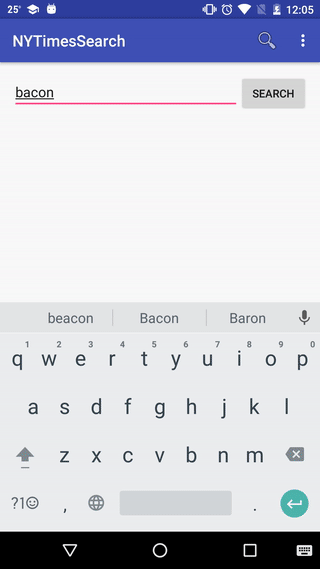 25° 12:05
NYTimesSearch
bacon SEARCH
beacon Bacon Baron
1 2 3 4 5 6 7 8 9 0
q w e r t y u i o p
a s d f g h j k l
z x c v b n m
?1☺ , .